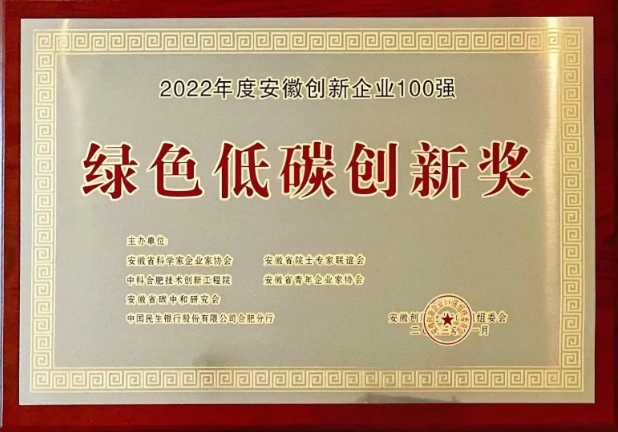 2022年度安徽创新企业100强
绿色低碳创新奖
主办单位:
安徽省科学家企业家协会 安徽省院士专家联谊会
中科合肥技术创新工程院 安徽省青年企业家协会
安徽省碳中和研究会
中国民生银行股份有限公司合肥分行
安徽创 组委会
二 二 月